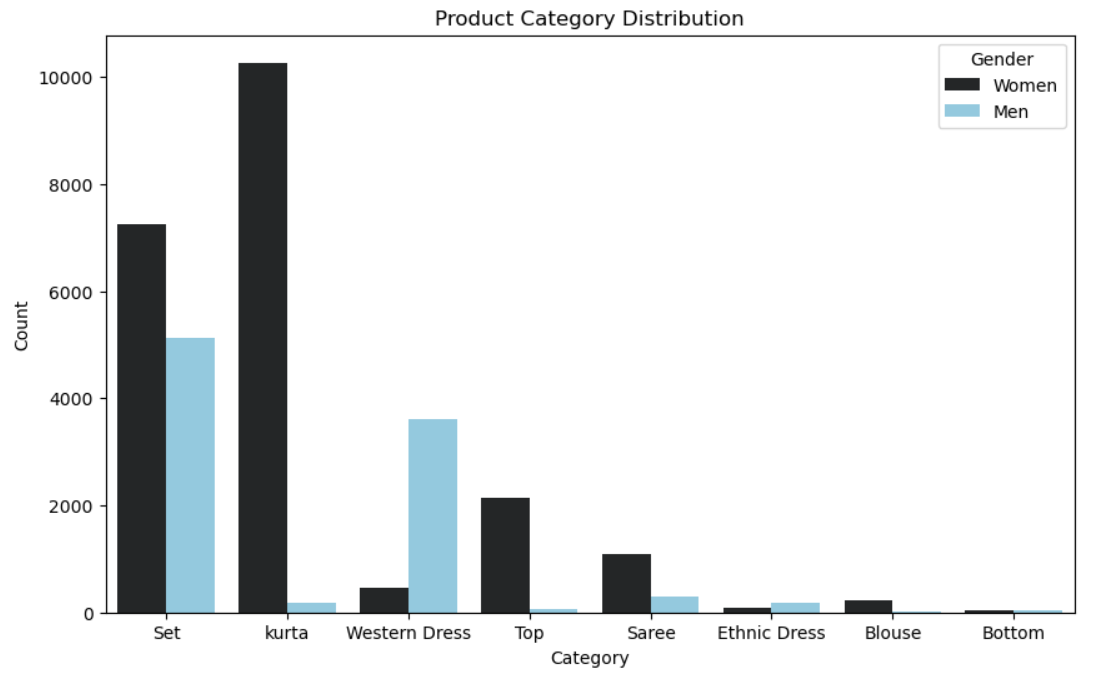 Product Category Distribution
Gender
Women
Men
10000
8000
6000
4000
2000
0
Count
Set kurta Western Dress Top Saree Ethnic Dress Blouse Bottom
Category